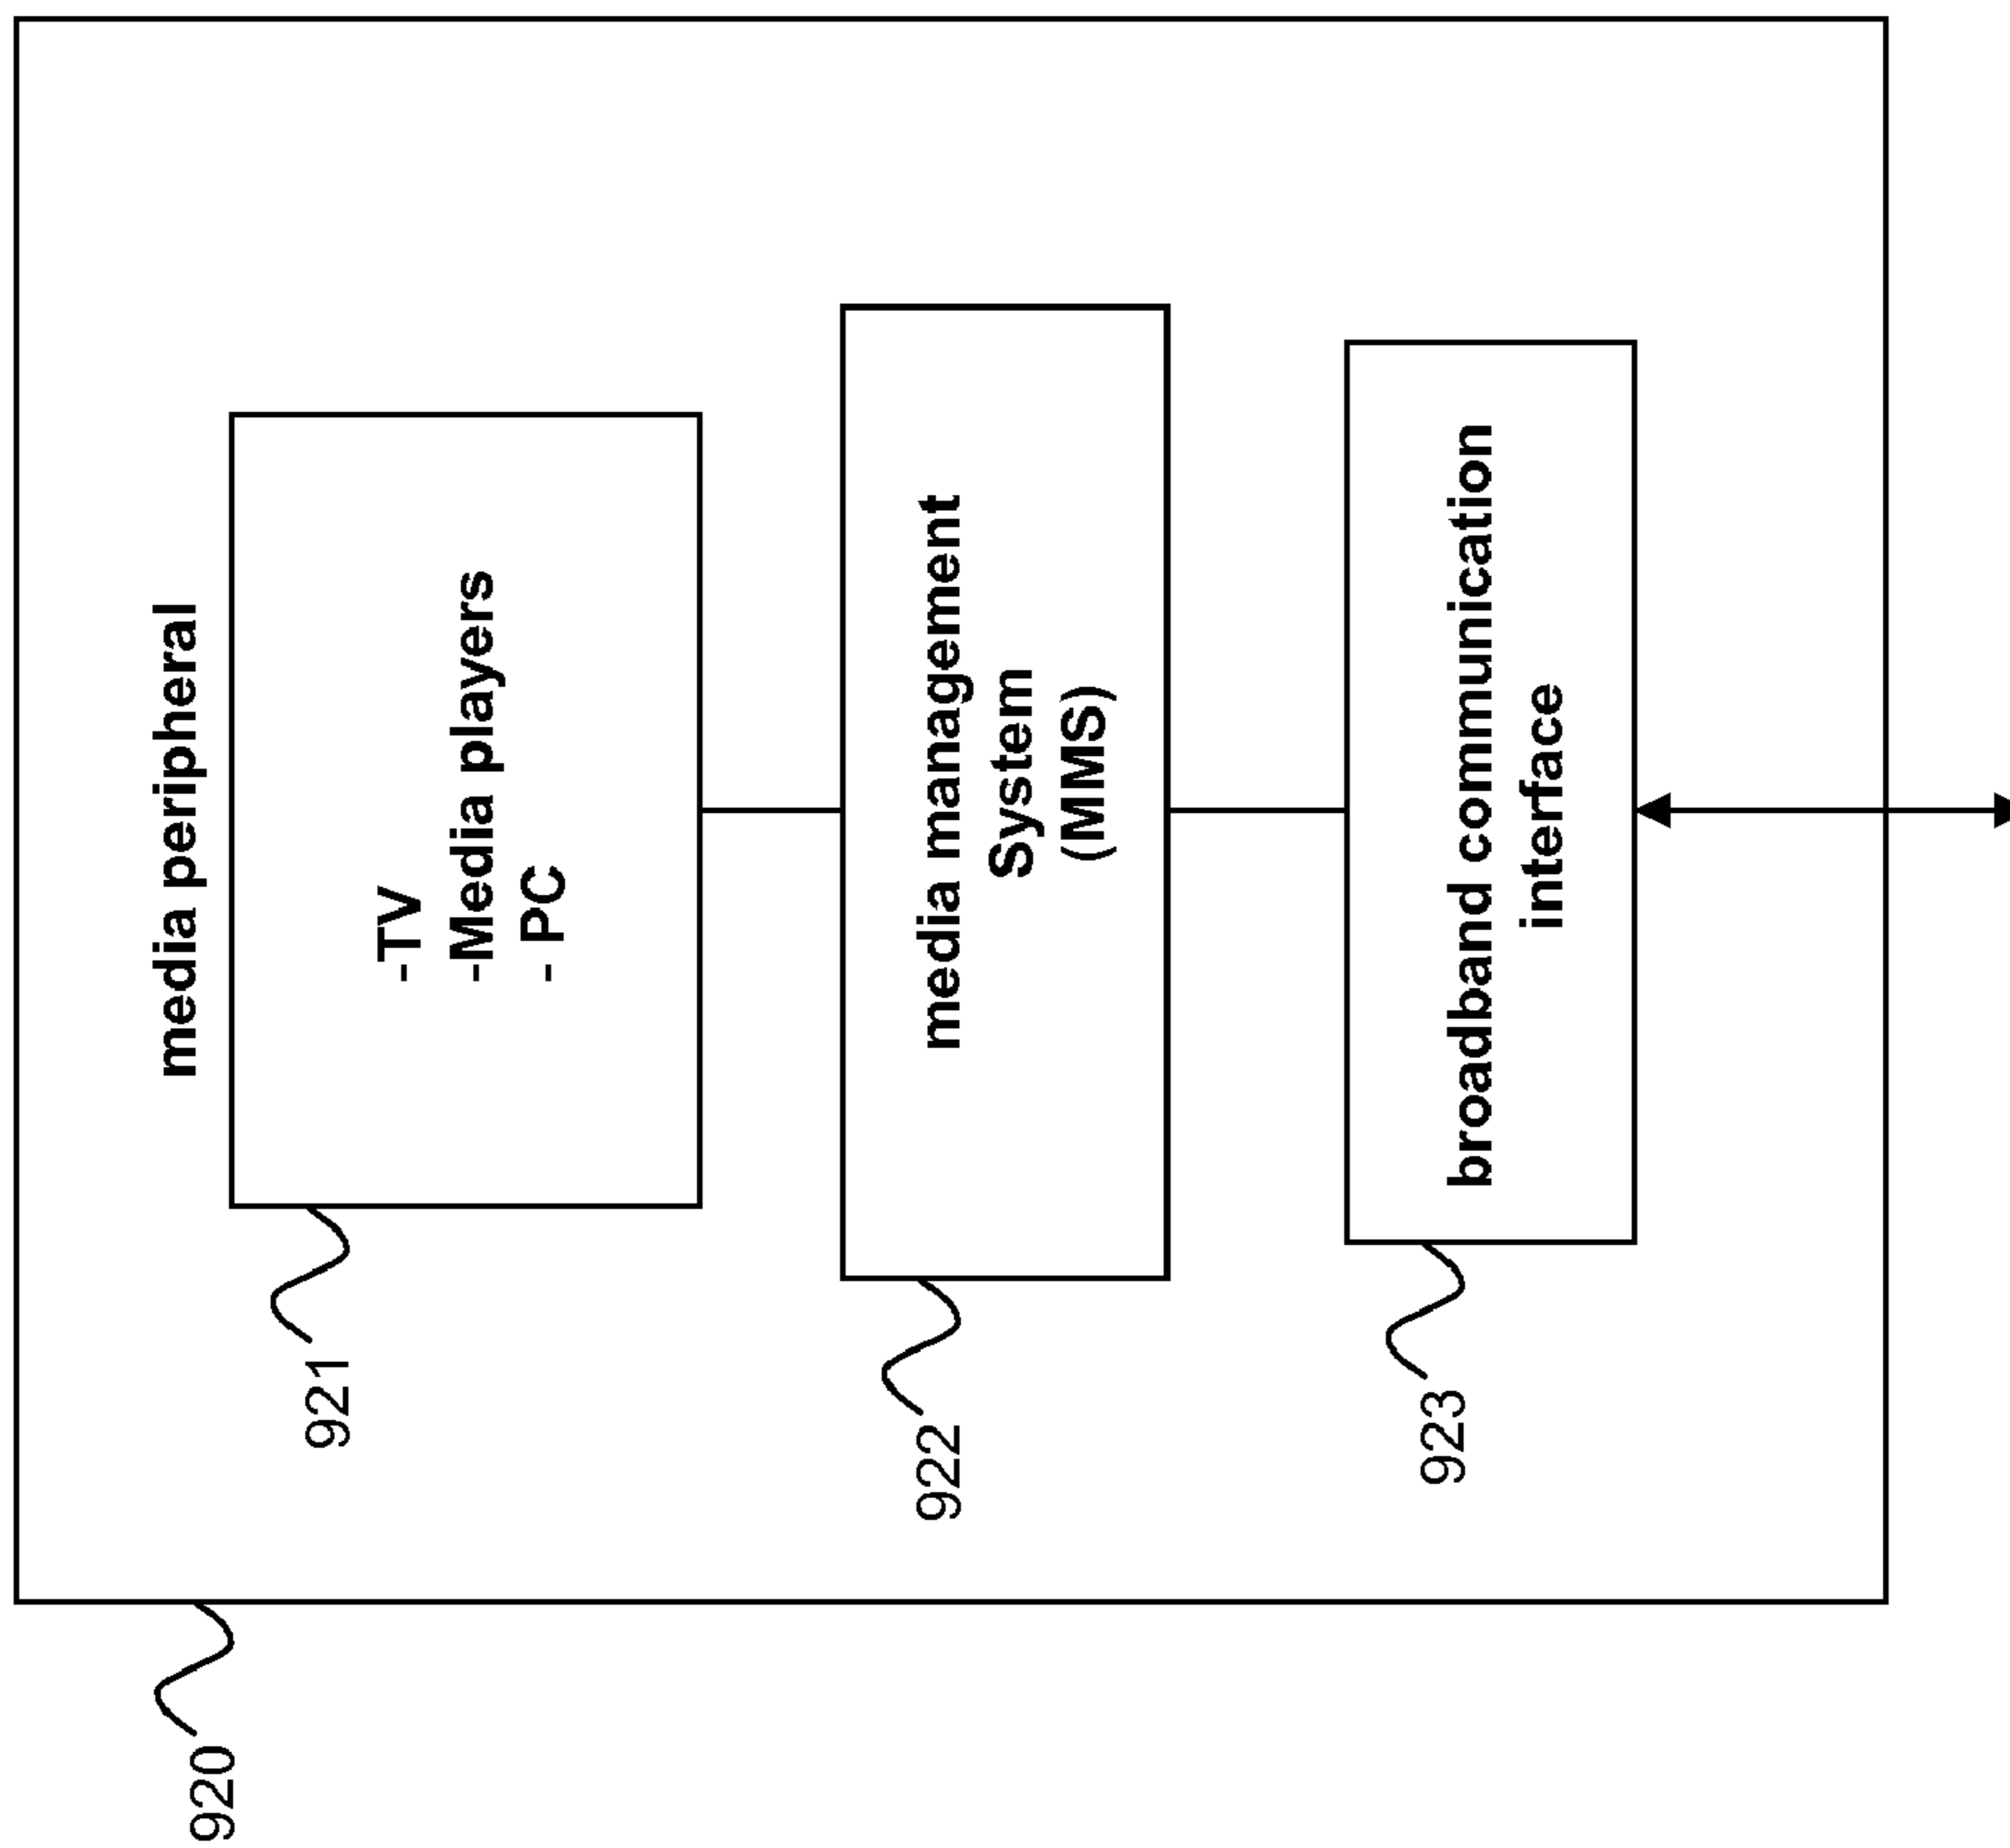 media peripheral
-TV
-Media players
- PC
921
media management
System
(MMS)
922
broadband communication
interface
923
920